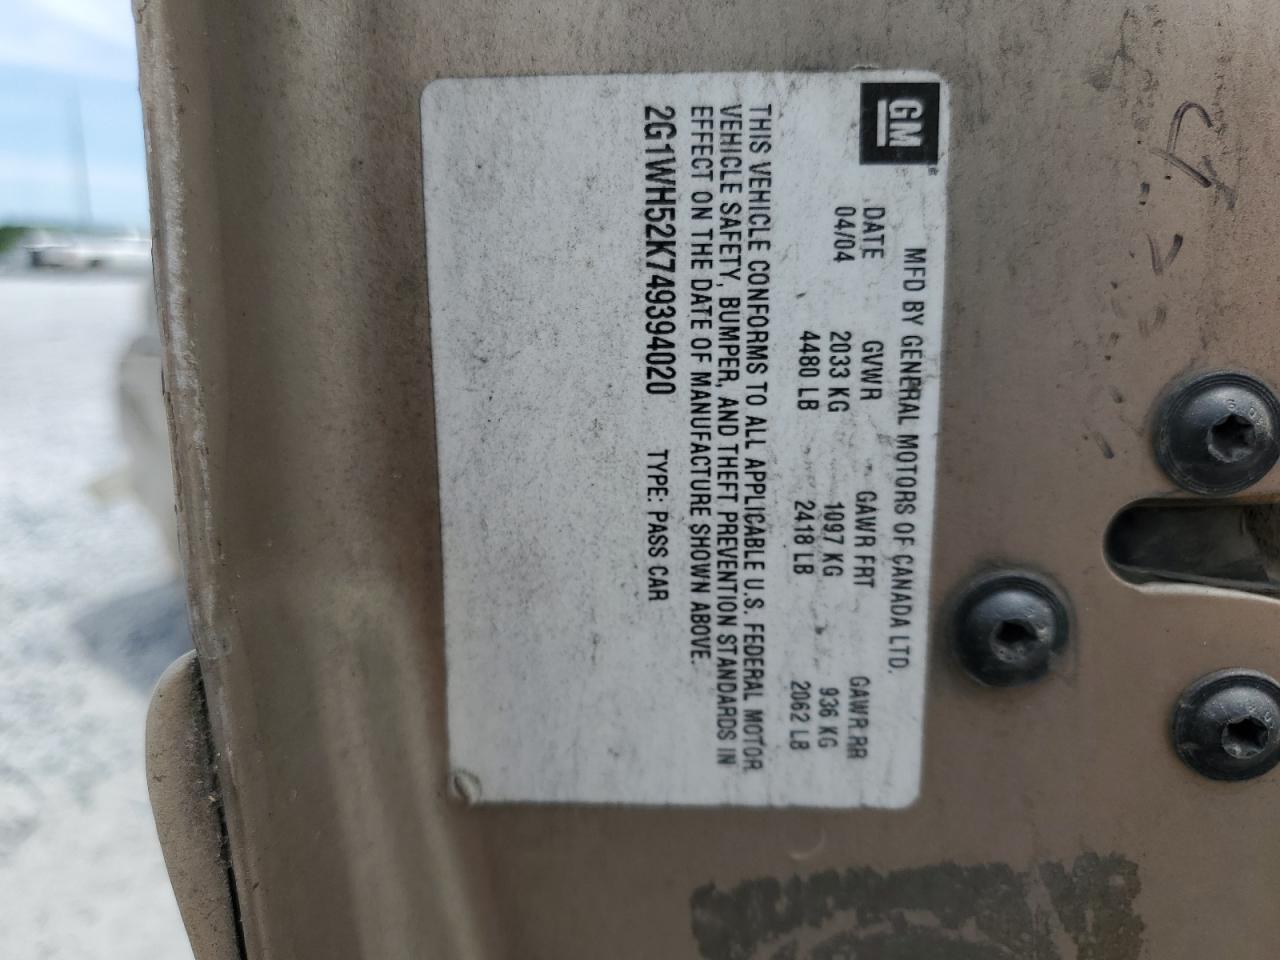 GM
MFD BY GENERAL MOTORS OF CANADA LTD.
DATE GVWR GAWR FRT GAWR RR
04/04 2033 KG 1097 KG 936 KG
4480 LB 2418 LB 2062 LB
THIS VEHICLE CONFORMS TO ALL APPLICABLE U.S. FEDERAL MOTOR
VEHICLE SAFETY, BUMPER, AND THEFT PREVENTION STANDARDS IN
EFFECT ON THE DATE OF MANUFACTURE SHOWN ABOVE.
2G1WH52K749394020 TYPE: PASS CAR